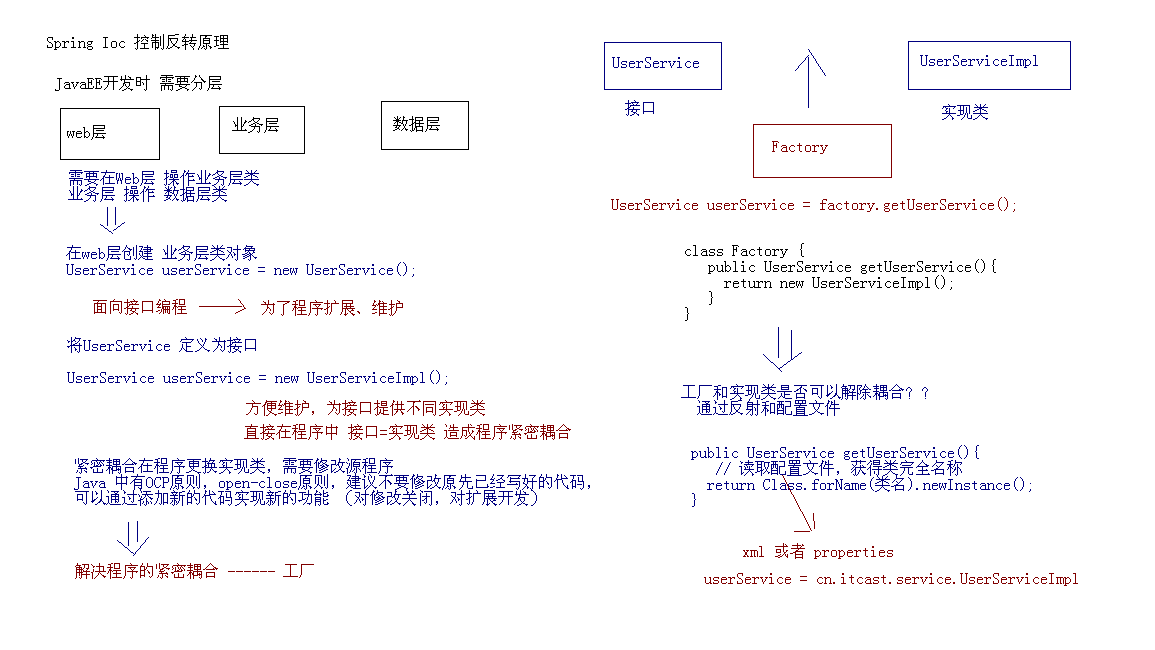 Spring Ioc 控制反转原理
JavaEE开发时 需要分层
web层
业务层
数据层
需要在Web层 操作业务层类
业务层 操作 数据层类
在web层创建 业务层类对象
UserService userService = new UserService();
面向接口编程
为了程序扩展、维护
将UserService 定义为接口
UserService userService = new UserServiceImpl();
方便维护，为接口提供不同实现类
直接在程序中 接口=实现类 造成程序紧密耦合
紧密耦合在程序更换实现类，需要修改源程序
Java 中有OCP原则，open-close原则，建议不要修改原先已经写好的代码，
可以通过添加新的代码实现新的功能 （对修改关闭，对扩展开发）
解决程序的紧密耦合 ------ 工厂
UserService
UserServiceImpl
接口
实现类
Factory
UserService userService = factory.getUserService();
class Factory {
public UserService getUserService(){
return new UserServiceImpl();
}
}
工厂和实现类是否可以解除耦合？？
通过反射和配置文件
public UserService getUserService(){
// 读取配置文件，获得类完全名称
return Class.forName(类名).newInstance();
}
xml 或者 properties
userService = cn.itcast.service.UserServiceImpl